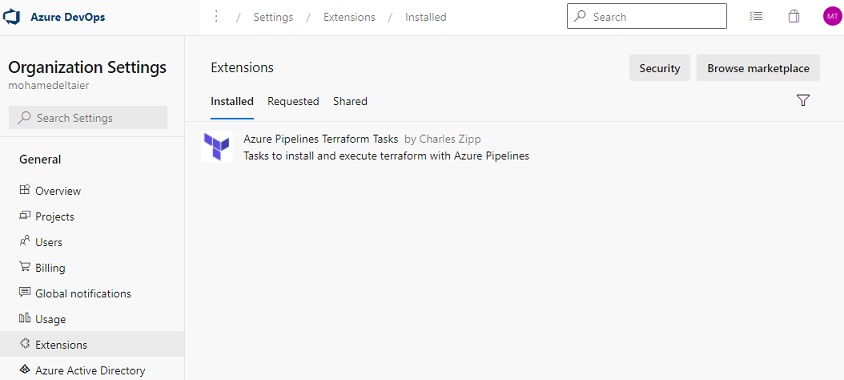 Azure DevOps
/ Settings / Extensions / Installed
Search
MT
Organization Settings
mohamedeltaier
Search Settings
General
Overview
Projects
Users
Billing
Global notifications
Usage
Extensions
Azure Active Directory
Extensions
Security
Browse marketplace
Installed
Requested
Shared
Azure Pipelines Terraform Tasks by Charles Zipp
Tasks to install and execute terraform with Azure Pipelines